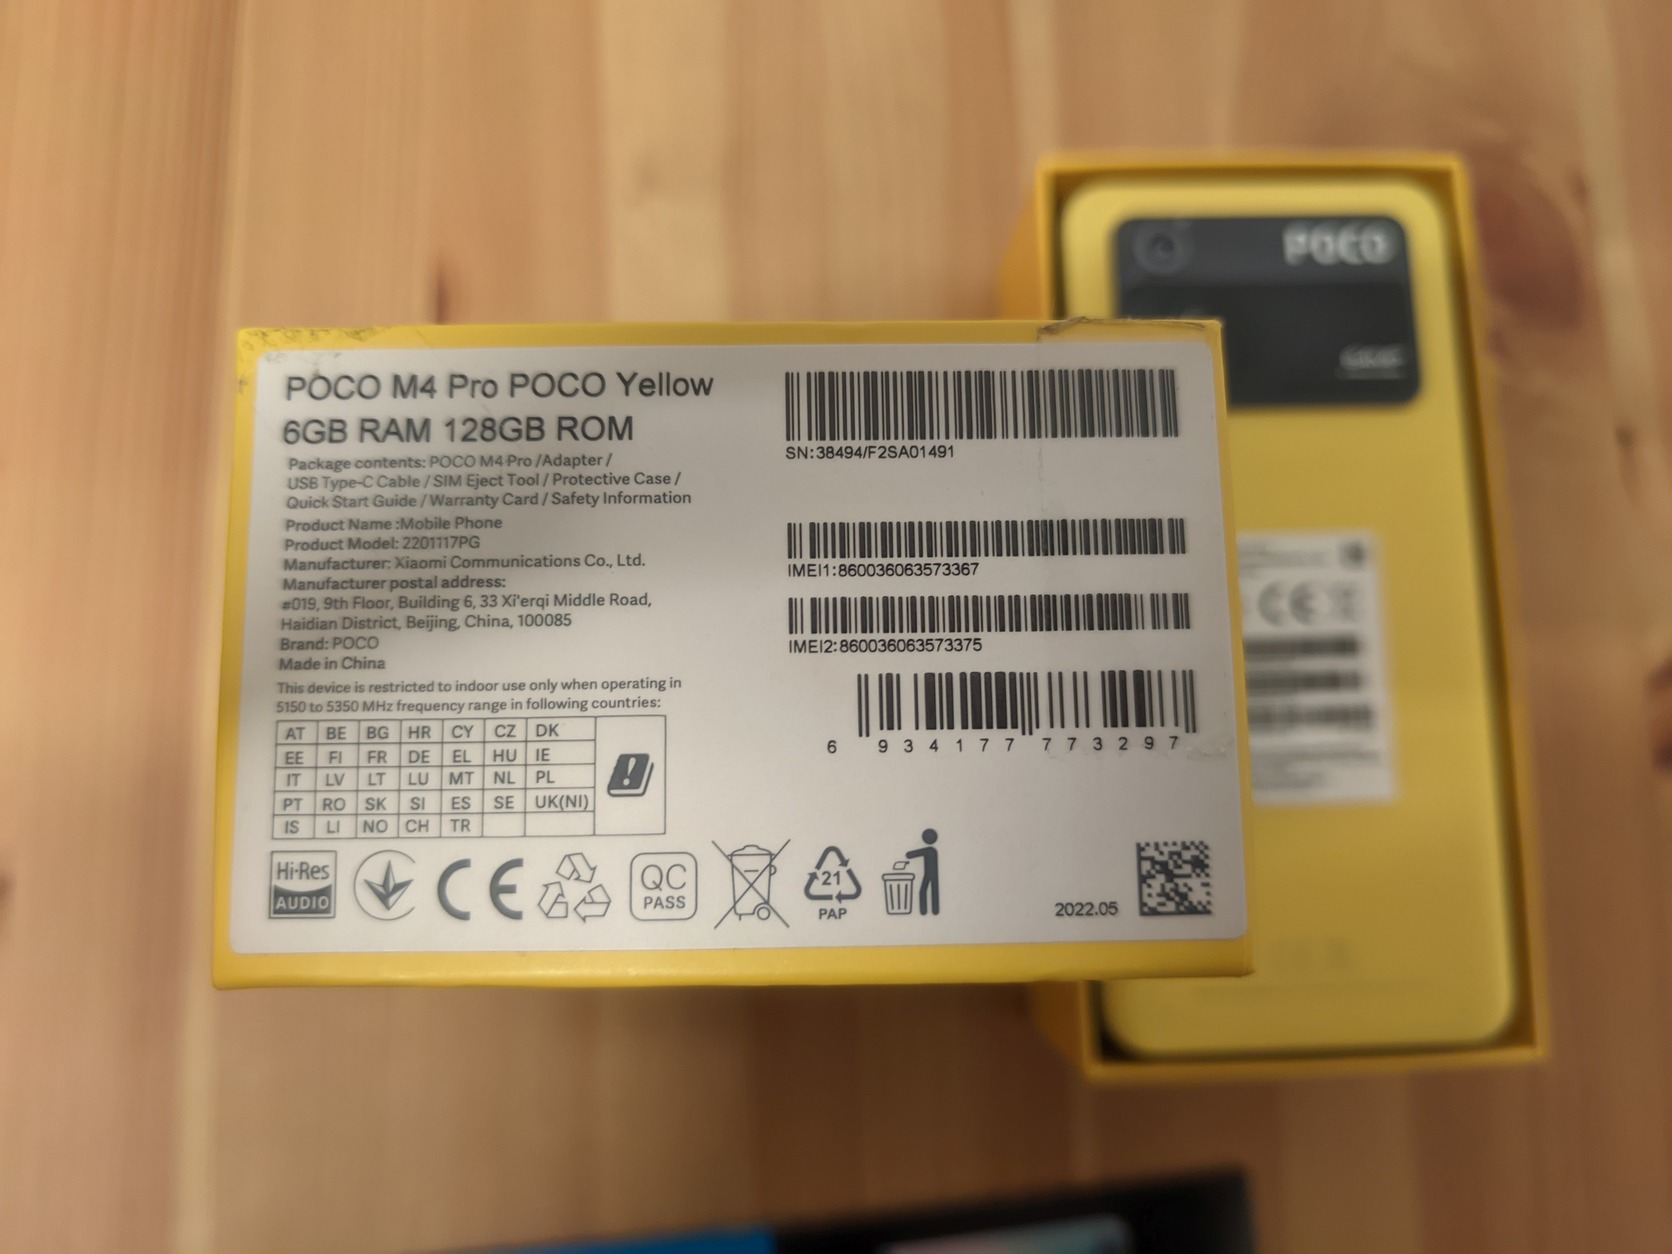 POCO M4 Pro POCO Yellow
6GB RAM 128GB ROM
Package contents: POCO M4 Pro /Adapter /
USB Type-C Cable / SIM Eject Tool / Protective Case /
Quick Start Guide / Warranty Card / Safety Information
Product Name :Mobile Phone
Product Model: 2201117PG
Manufacturer: Xiaomi Communications Co., Ltd.
Manufacturer postal address:
#019, 9th Floor, Building 6, 33 Xi'erqi Middle Road,
Haidian District, Beijing, China, 100085
Brand: POCO
Made in China
This device is restricted to indoor use only when operating in
5150 to 5350 MHz frequency range in following countries:
AT BE BG HR CY CZ DK
EE FI FR DE EL HU IE
IT LV LT LU MT NL PL
PT RO SK SI ES SE UK(NI)
IS LI NO CH TR
Hi-Res
AUDIO
CE
QC
PASS
21
PAP
SN:38494/F2SA01491
IMEI1:860036063573367
IMEI2:860036063573375
6 934177 773297
2022.05
POCO
CE